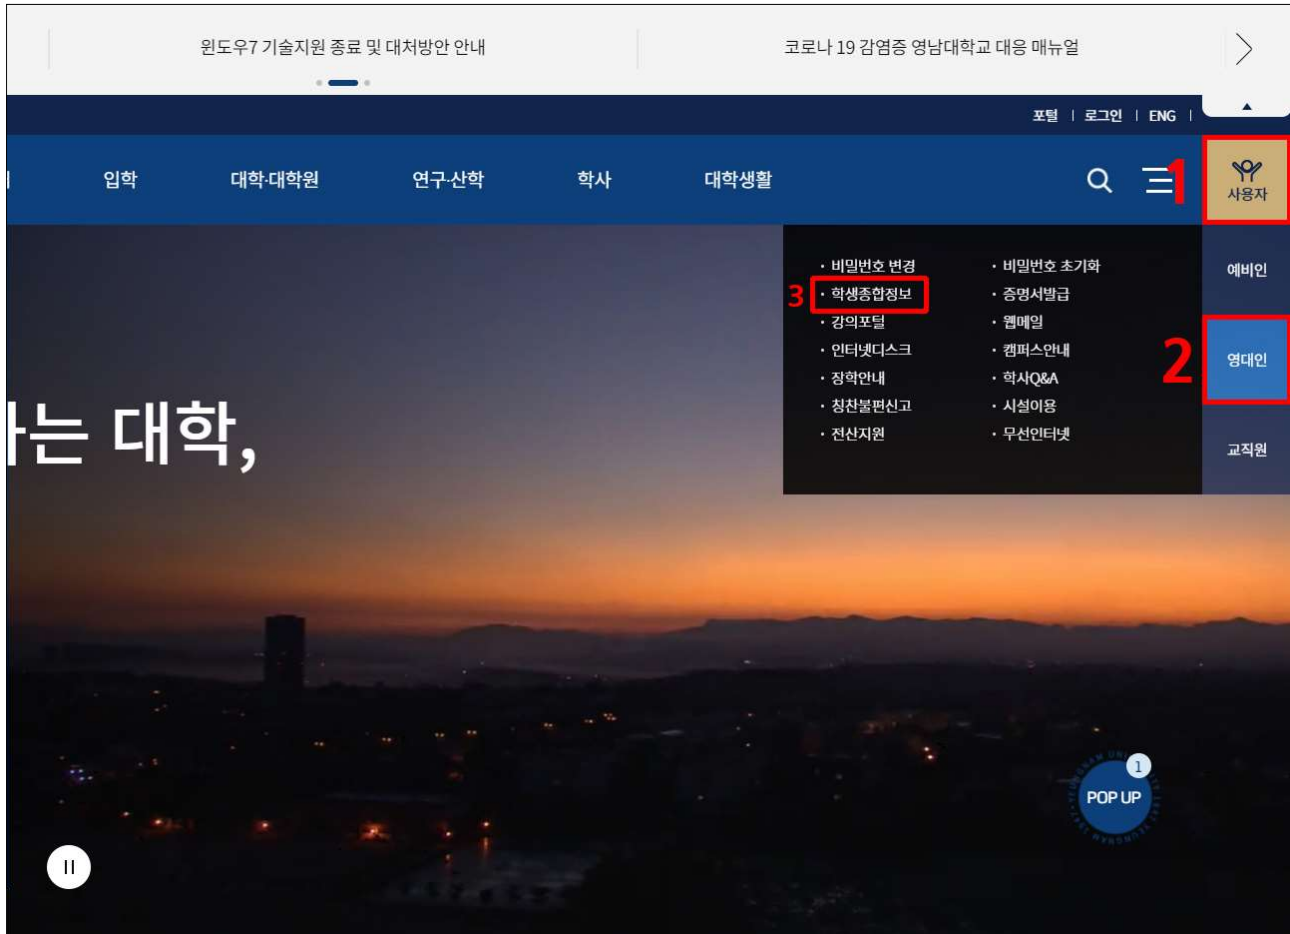 윈도우7 기술지원 종료 및 대처방안 안내
코로나 19 감염증 영남대학교 대응 매뉴얼
포털 | 로그인 | ENG |
입학 대학·대학원 연구·산학 학사 대학생활
1
사용자
· 비밀번호 변경 · 비밀번호 초기화
예비인
3 · 학생종합정보 · 증명서발급
· 강의포털 · 웹메일
· 인터넷디스크 · 캠퍼스안내
2 영대인
· 장학안내 · 학사Q&A
· 칭찬불편신고 · 시설이용
· 전산지원 · 무선인터넷
교직원
하는 대학,
1
POP UP